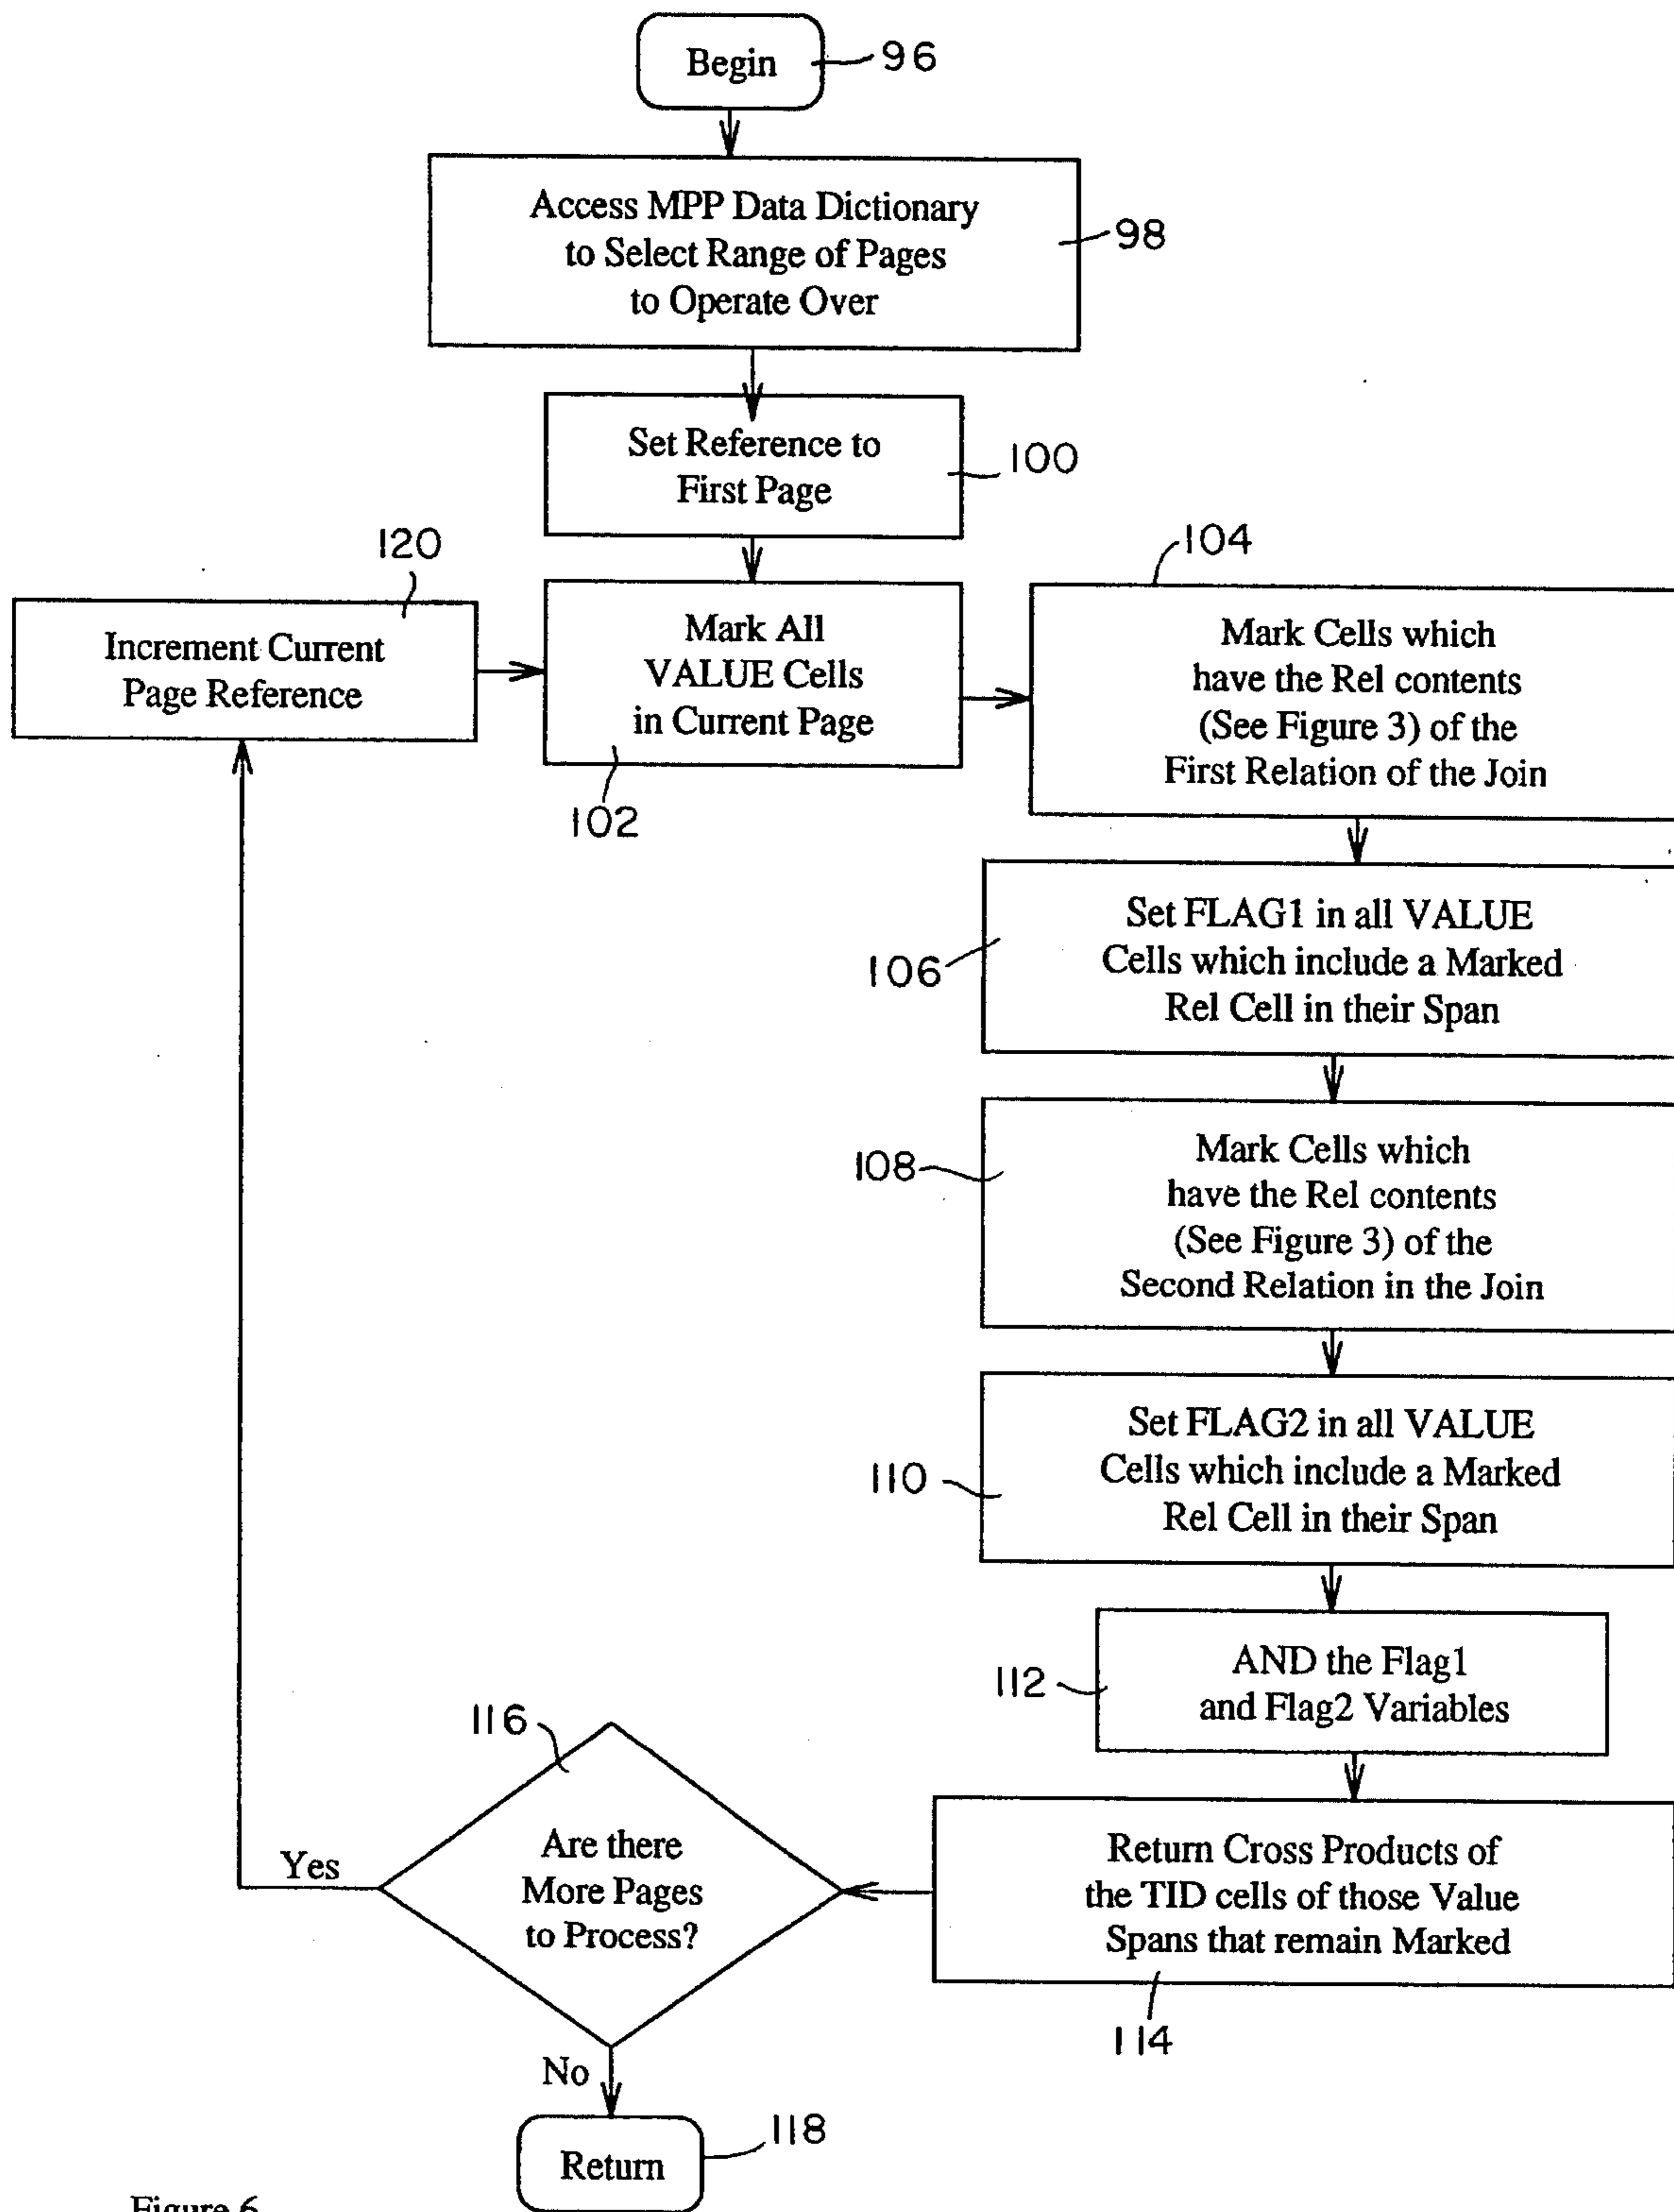 Begin
96
Access MPP Data Dictionary
to Select Range of Pages
to Operate Over
98
Set Reference to
First Page
100
120
Increment Current
Page Reference
Mark All
VALUE Cells
in Current Page
102
104
Mark Cells which
have the Rel contents
(See Figure 3) of the
First Relation of the Join
106
Set FLAG1 in all VALUE
Cells which include a Marked
Rel Cell in their Span
108
Mark Cells which
have the Rel contents
(See Figure 3) of the
Second Relation in the Join
110
Set FLAG2 in all VALUE
Cells which include a Marked
Rel Cell in their Span
112
AND the Flag1
and Flag2 Variables
Return Cross Products of
the TID cells of those Value
Spans that remain Marked
114
116
Are there
More Pages
to Process?
Yes
No
Return
118
Figure 6